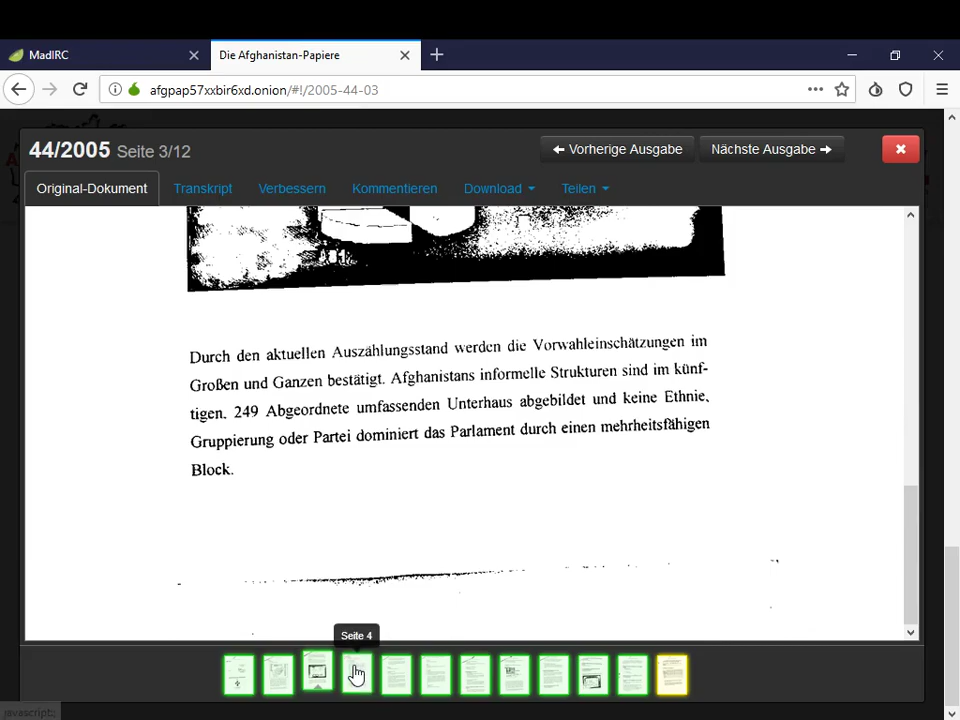 MadIRC
Die Afghanistan-Papiere
afgpap57xxbir6xd.onion/#!/2005-44-03
44/2005 Seite 3/12
Vorherige Ausgabe
Nächste Ausgabe
Original-Dokument
Transkript
Verbessern
Kommentieren
Download
Teilen
Durch den aktuellen Auszählungsstand werden die Vorwahleinschätzungen im
Großen und Ganzen bestätigt. Afghanistans informelle Strukturen sind im künf-
tigen, 249 Abgeordnete umfassenden Unterhaus abgebildet und keine Ethnie,
Gruppierung oder Partei dominiert das Parlament durch einen mehrheitsfähigen
Block.
Seite 4
javascript:;